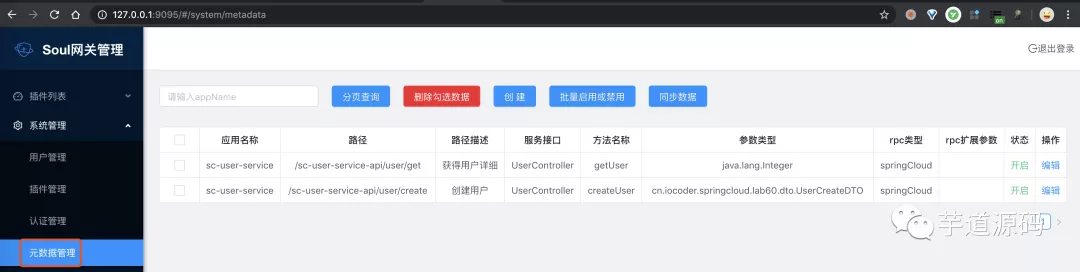 127.0.0.1:9095/#/system/metadata
on
Soul网关管理
退出登录
插件列表
系统管理
用户管理
插件管理
认证管理
元数据管理
请输入appName 分页查询 删除勾选数据 创 建 批量启用或禁用 同步数据
应用名称 路径 路径描述 服务接口 方法名称 参数类型 rpc类型 rpc扩展参数 状态 操作
sc-user-service /sc-user-service-api/user/get 获得用户详细 UserController getUser java.lang.Integer springCloud 开启 编辑
sc-user-service /sc-user-service-api/user/create 创建用户 UserController createUser cn.iocoder.springcloud.lab60.dto.UserCreateDTO springCloud 开启 编辑
1
芋道源码